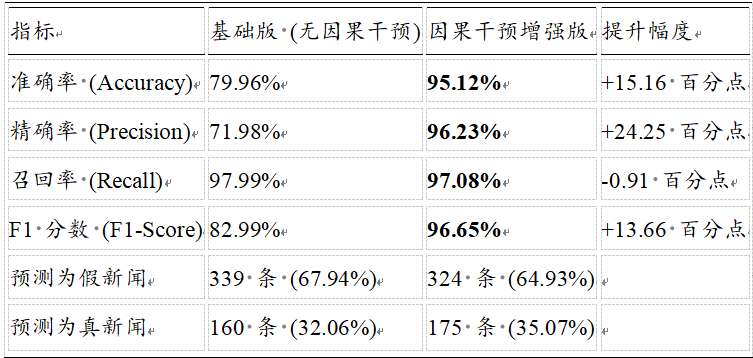 指标 基础版 (无因果干预) 因果干预增强版 提升幅度
准确率 (Accuracy) 79.96% 95.12% +15.16 百分点
精确率 (Precision) 71.98% 96.23% +24.25 百分点
召回率 (Recall) 97.99% 97.08% -0.91 百分点
F1 分数 (F1-Score) 82.99% 96.65% +13.66 百分点
预测为假新闻 339 条 (67.94%) 324 条 (64.93%)
预测为真新闻 160 条 (32.06%) 175 条 (35.07%)